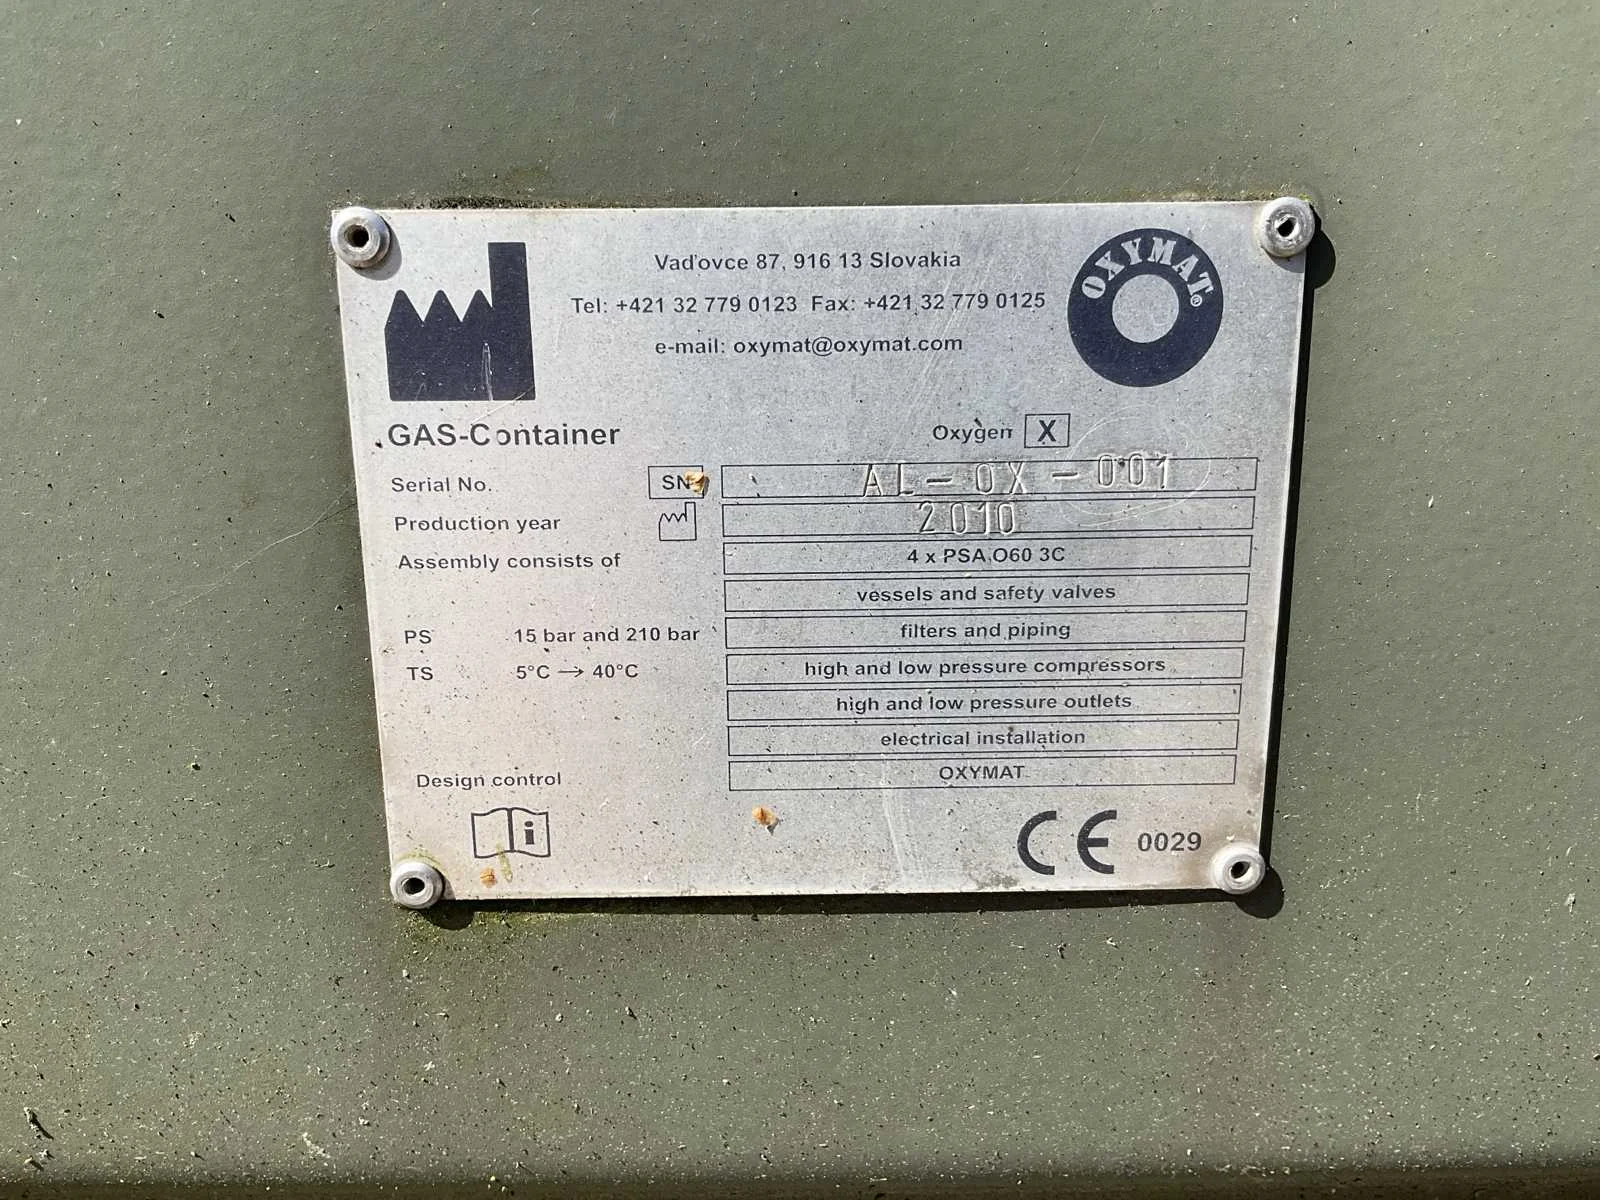 Vaďovce 87, 916 13 Slovakia
Tel: +421 32 779 0123 Fax: +421 32 779 0125
e-mail: oxymat@oxymat.com
OXYMAT®
GAS-Container
Oxygen X
Serial No. SN AL-OX-001
Production year 2010
Assembly consists of 4 x PSA O60 3C
vessels and safety valves
PS 15 bar and 210 bar filters and piping
TS 5°C → 40°C high and low pressure compressors
high and low pressure outlets
electrical installation
Design control OXYMAT
i
CE 0029